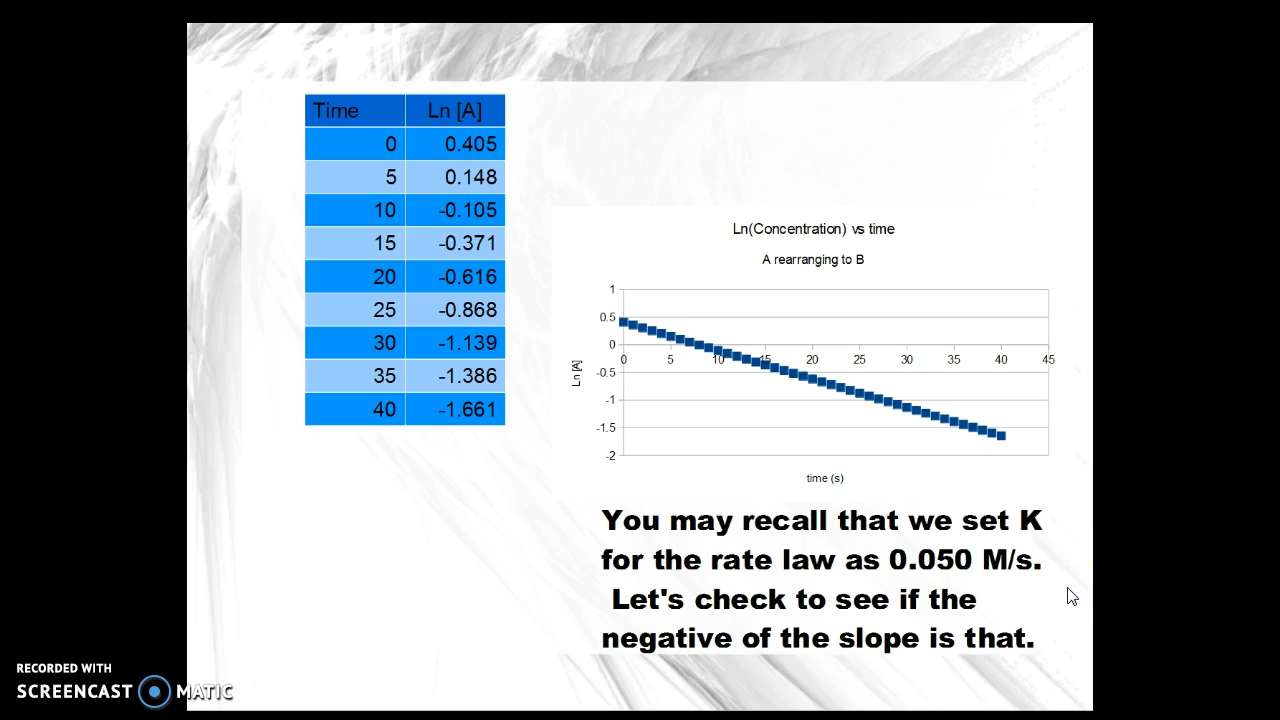 Time Ln [A]
0 0.405
5 0.148
10 -0.105
15 -0.371
20 -0.616
25 -0.868
30 -1.139
35 -1.386
40 -1.661
Ln(Concentration) vs time
A rearranging to B
1
0.5
0
-0.5
-1
-1.5
-2
0 5 10 15 20 25 30 35 40 45
Ln [A]
time (s)
You may recall that we set K
for the rate law as 0.050 M/s.
Let's check to see if the
negative of the slope is that.
RECORDED WITH
SCREENCAST MATIC